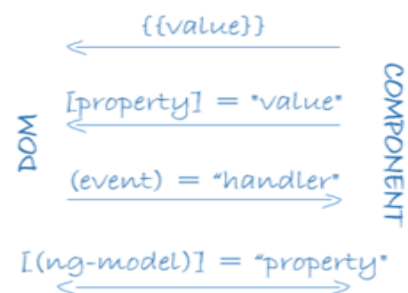 {{value}}
[property] = "value"
DOM
COMPONENT
(event) = "handler"
[(ng-model)] = "property"